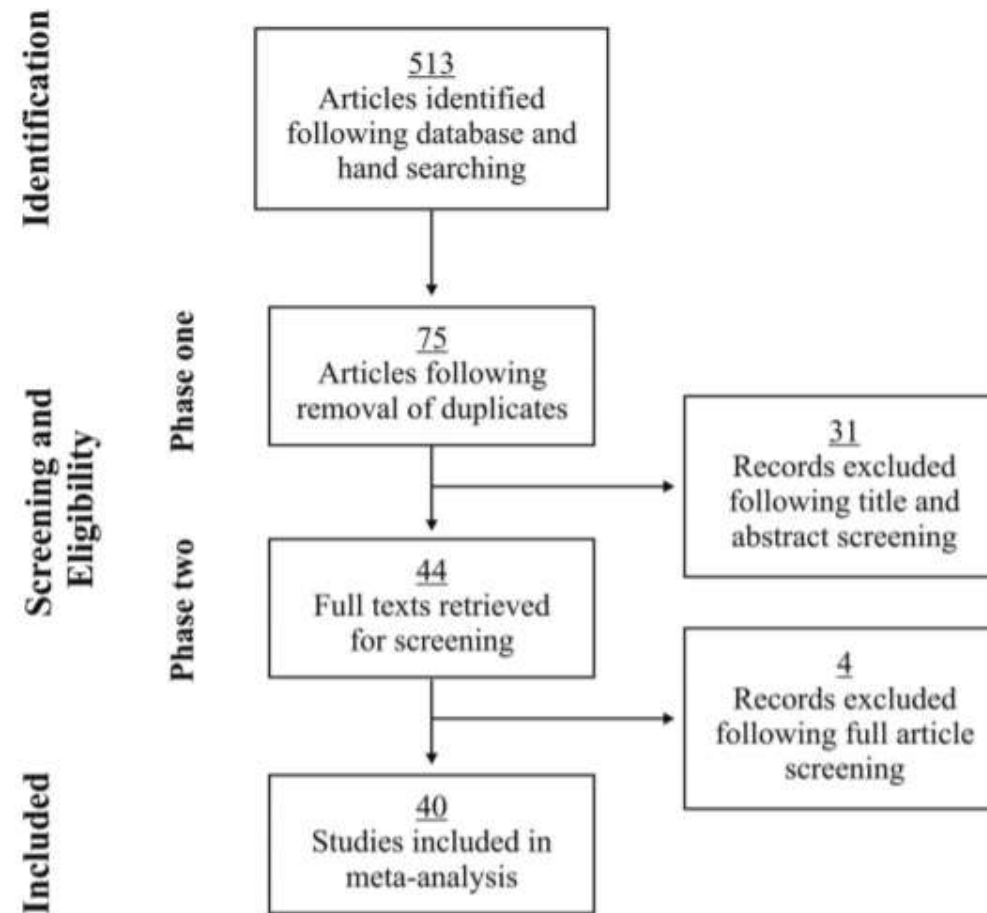 Identification
513
Articles identified
following database and
hand searching
Screening and
Eligibility
Phase one
75
Articles following
removal of duplicates
31
Records excluded
following title and
abstract screening
Phase two
44
Full texts retrieved
for screening
4
Records excluded
following full article
screening
Included
40
Studies included in
meta-analysis